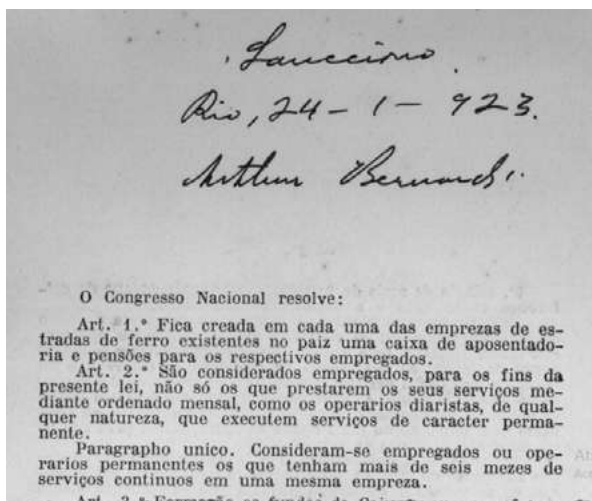 Sancciono
Rio, 24 - 1 - 923.
Arthur Bernardes.
O Congresso Nacional resolve:
Art. 1.º Fica creada em cada uma das emprezas de es-
tradas de ferro existentes no paiz uma caixa de aposentado-
ria e pensões para os respectivos empregados.
Art. 2.º São considerados empregados, para os fins da
presente lei, não só os que prestarem os seus serviços me-
diante ordenado mensal, como os operarios diaristas, de qual-
quer natureza, que executem serviços de caracter perma-
nente.
Paragrapho unico. Consideram-se empregados ou ope-
rarios permanentes os que tenham mais de seis mezes de
serviços continuos em uma mesma empreza.